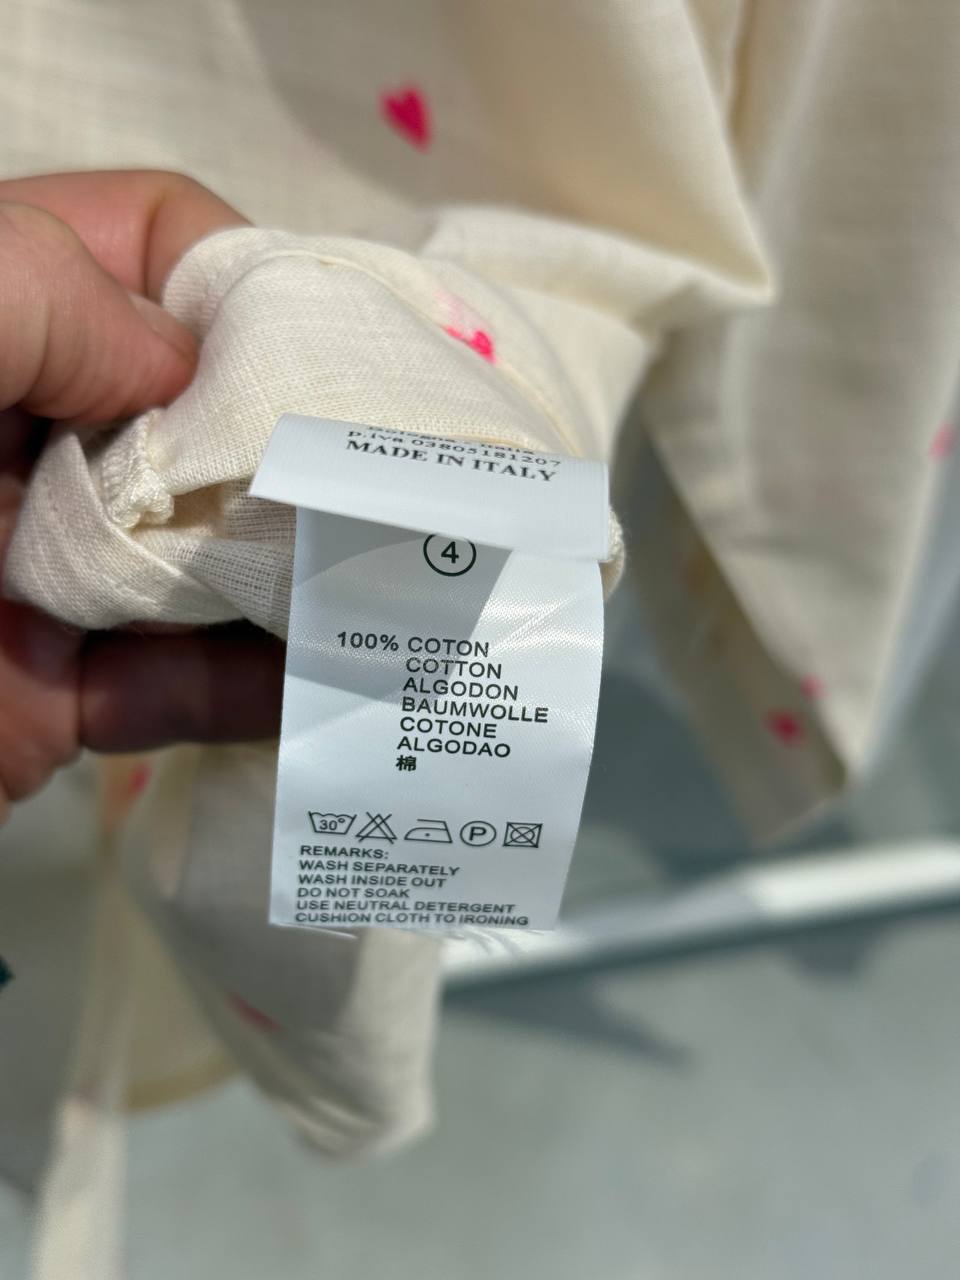 p.iva 03805181207
MADE IN ITALY
4
100% COTON
COTTON
ALGODON
BAUMWOLLE
COTONE
ALGODAO
棉
30° P
REMARKS:
WASH SEPARATELY
WASH INSIDE OUT
DO NOT SOAK
USE NEUTRAL DETERGENT
CUSHION CLOTH TO IRONING